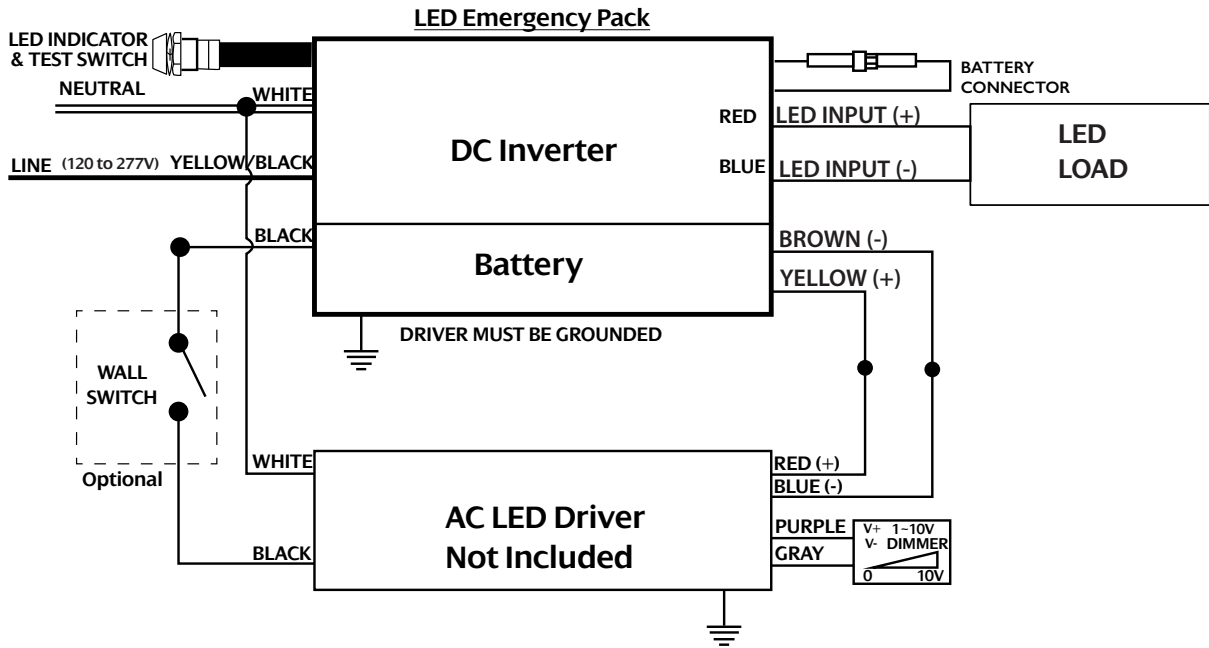 LED Emergency Pack
LED INDICATOR
& TEST SWITCH
NEUTRAL
WHITE
LINE (120 to 277V) YELLOW/BLACK
BLACK
DC Inverter
Battery
RED
BLUE
BATTERY
CONNECTOR
LED INPUT (+)
LED INPUT (-)
LED
LOAD
BROWN (-)
YELLOW (+)
DRIVER MUST BE GROUNDED
WALL
SWITCH
Optional
WHITE
BLACK
AC LED Driver
Not Included
RED (+)
BLUE (-)
PURPLE
GRAY
V+ 1~10V
V- DIMMER
0 10V